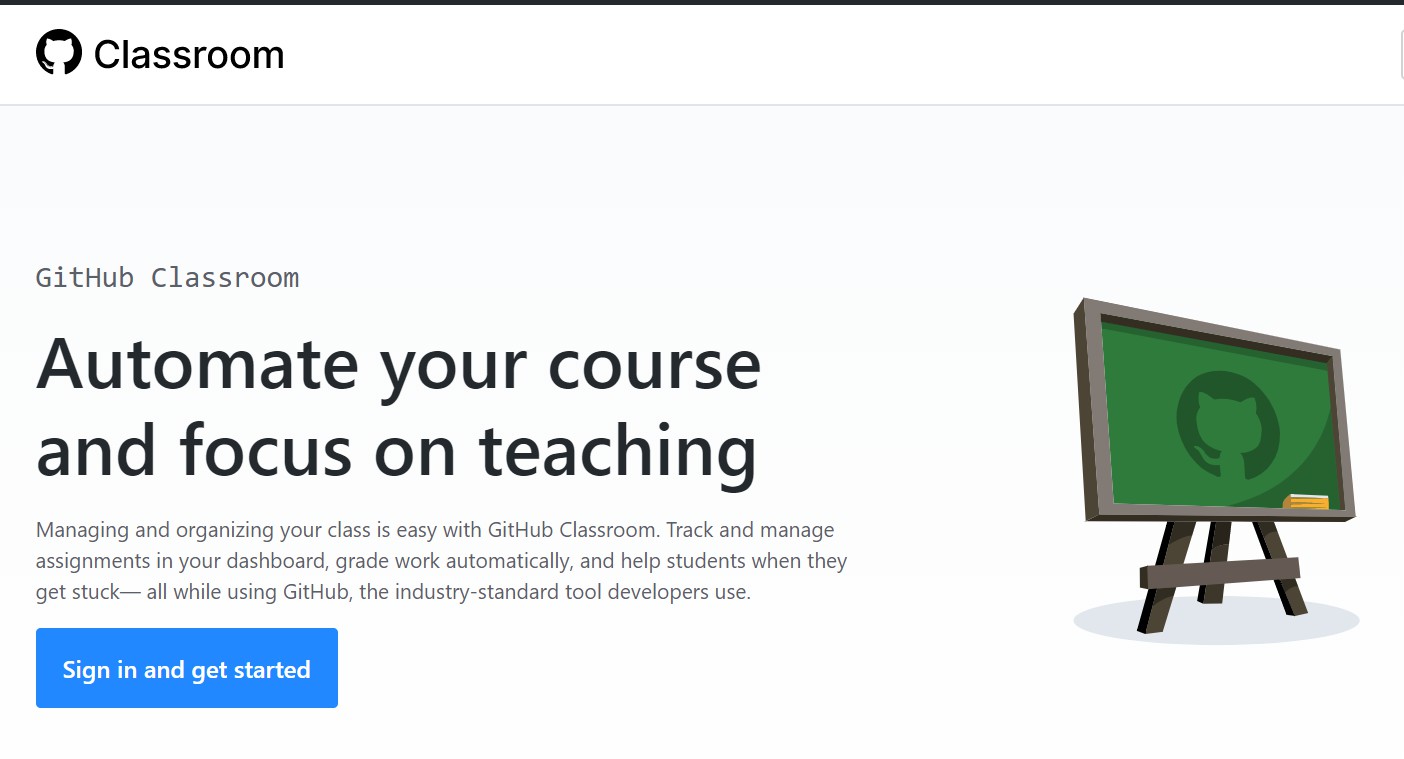 Classroom
GitHub Classroom
Automate your course
and focus on teaching
Managing and organizing your class is easy with GitHub Classroom. Track and manage
assignments in your dashboard, grade work automatically, and help students when they
get stuck— all while using GitHub, the industry-standard tool developers use.
Sign in and get started